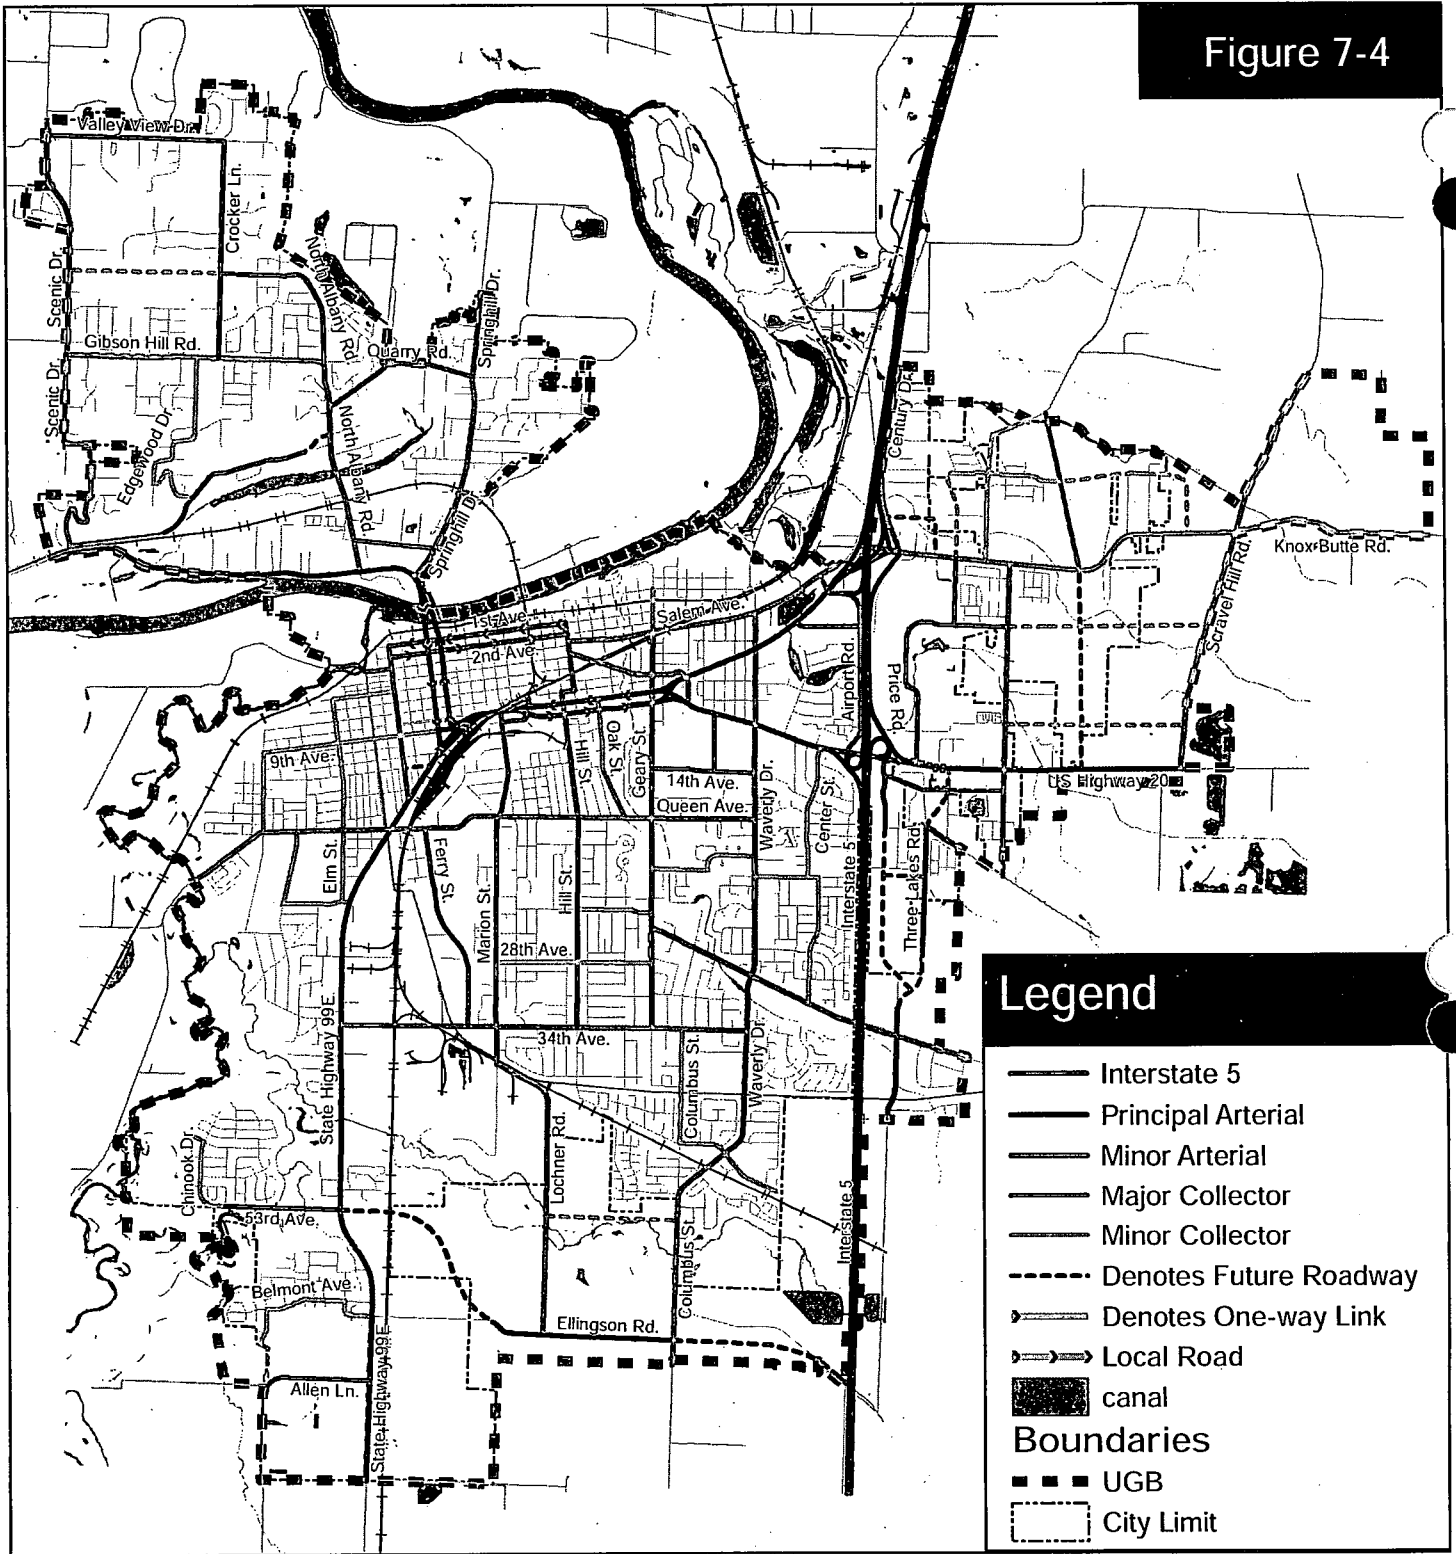 Figure 7-4
Valley View Dr.
Crocker Ln.
Scenic Dr.
North Albany Rd.
Springhill Dr.
Gibson Hill Rd.
Quarry Rd.
Scenic Dr.
Century Dr.
Edgewood Dr.
North Albany Rd.
Springhill Dr.
Knox Butte Rd.
Scravel Hill Rd.
1st Ave.
Salem Ave.
2nd Ave.
Airport Rd.
Price Rd.
9th Ave.
Hill St.
Oak St.
Geary St.
14th Ave.
Queen Ave.
Waverly Dr.
Center St.
US Highway 20
Elm St.
Ferry St.
Marion St.
Hill St.
Interstate 5
Three Lakes Rd.
28th Ave.
State Highway 99E
34th Ave.
Columbus St.
Waverly Dr.
Lochner Rd.
Chinook Dr.
53rd Ave.
Interstate 5
Columbus St.
Belmont Ave.
Ellingson Rd.
Allen Ln.
State Highway 99E
Legend
Interstate 5
Principal Arterial
Minor Arterial
Major Collector
Minor Collector
Denotes Future Roadway
Denotes One-way Link
Local Road
canal
Boundaries
UGB
City Limit